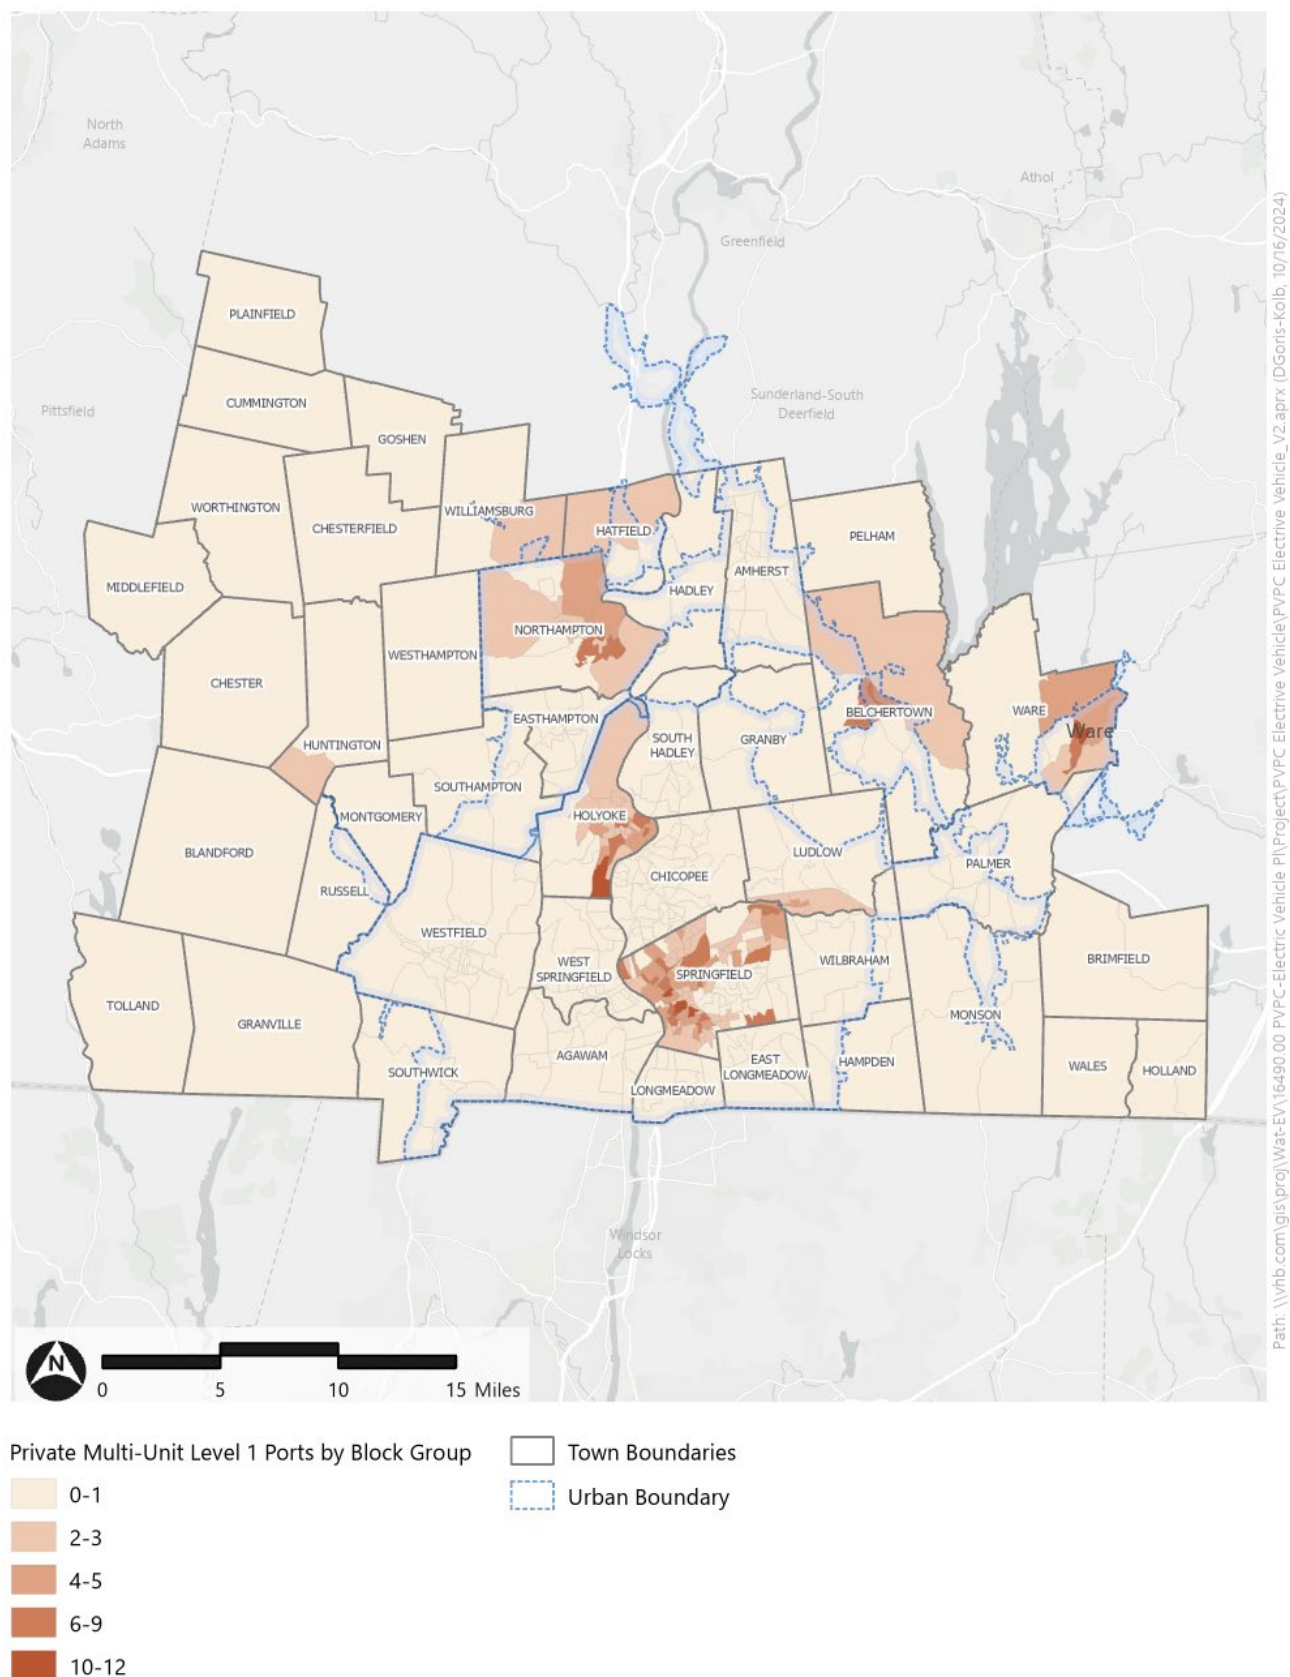 North
Adams
Athol
Greenfield
PLAINFIELD
Pittsfield
CUMMINGTON
Sunderland-South
Deerfield
GOSHEN
WORTHINGTON
WILLIAMSBURG
CHESTERFIELD
HATFIELD
PELHAM
AMHERST
MIDDLEFIELD
HADLEY
NORTHAMPTON
WESTHAMPTON
CHESTER
WARE
BELCHERTOWN
EASTHAMPTON
Ware
HUNTINGTON
SOUTH
HADLEY
GRANBY
SOUTHAMPTON
MONTGOMERY
HOLYOKE
BLANDFORD
LUDLOW
PALMER
CHICOPEE
RUSSELL
WESTFIELD
BRIMFIELD
WEST
SPRINGFIELD
SPRINGFIELD
WILBRAHAM
TOLLAND
MONSON
GRANVILLE
AGAWAM
EAST
LONGMEADOW
HAMPDEN
WALES
HOLLAND
SOUTHWICK
LONGMEADOW
Windsor
Locks
N
0 5 10 15 Miles
Path: \\vhb.com\gis\proj\Wat-EV\16490.00 PVPC-Electric Vehicle Pl\Project\PVPC Electrive Vehicle\PVPC Electrive Vehicle_V2.aprx (DGoris-Kolb, 10/16/2024)
Private Multi-Unit Level 1 Ports by Block Group
0-1
2-3
4-5
6-9
10-12
Town Boundaries
Urban Boundary